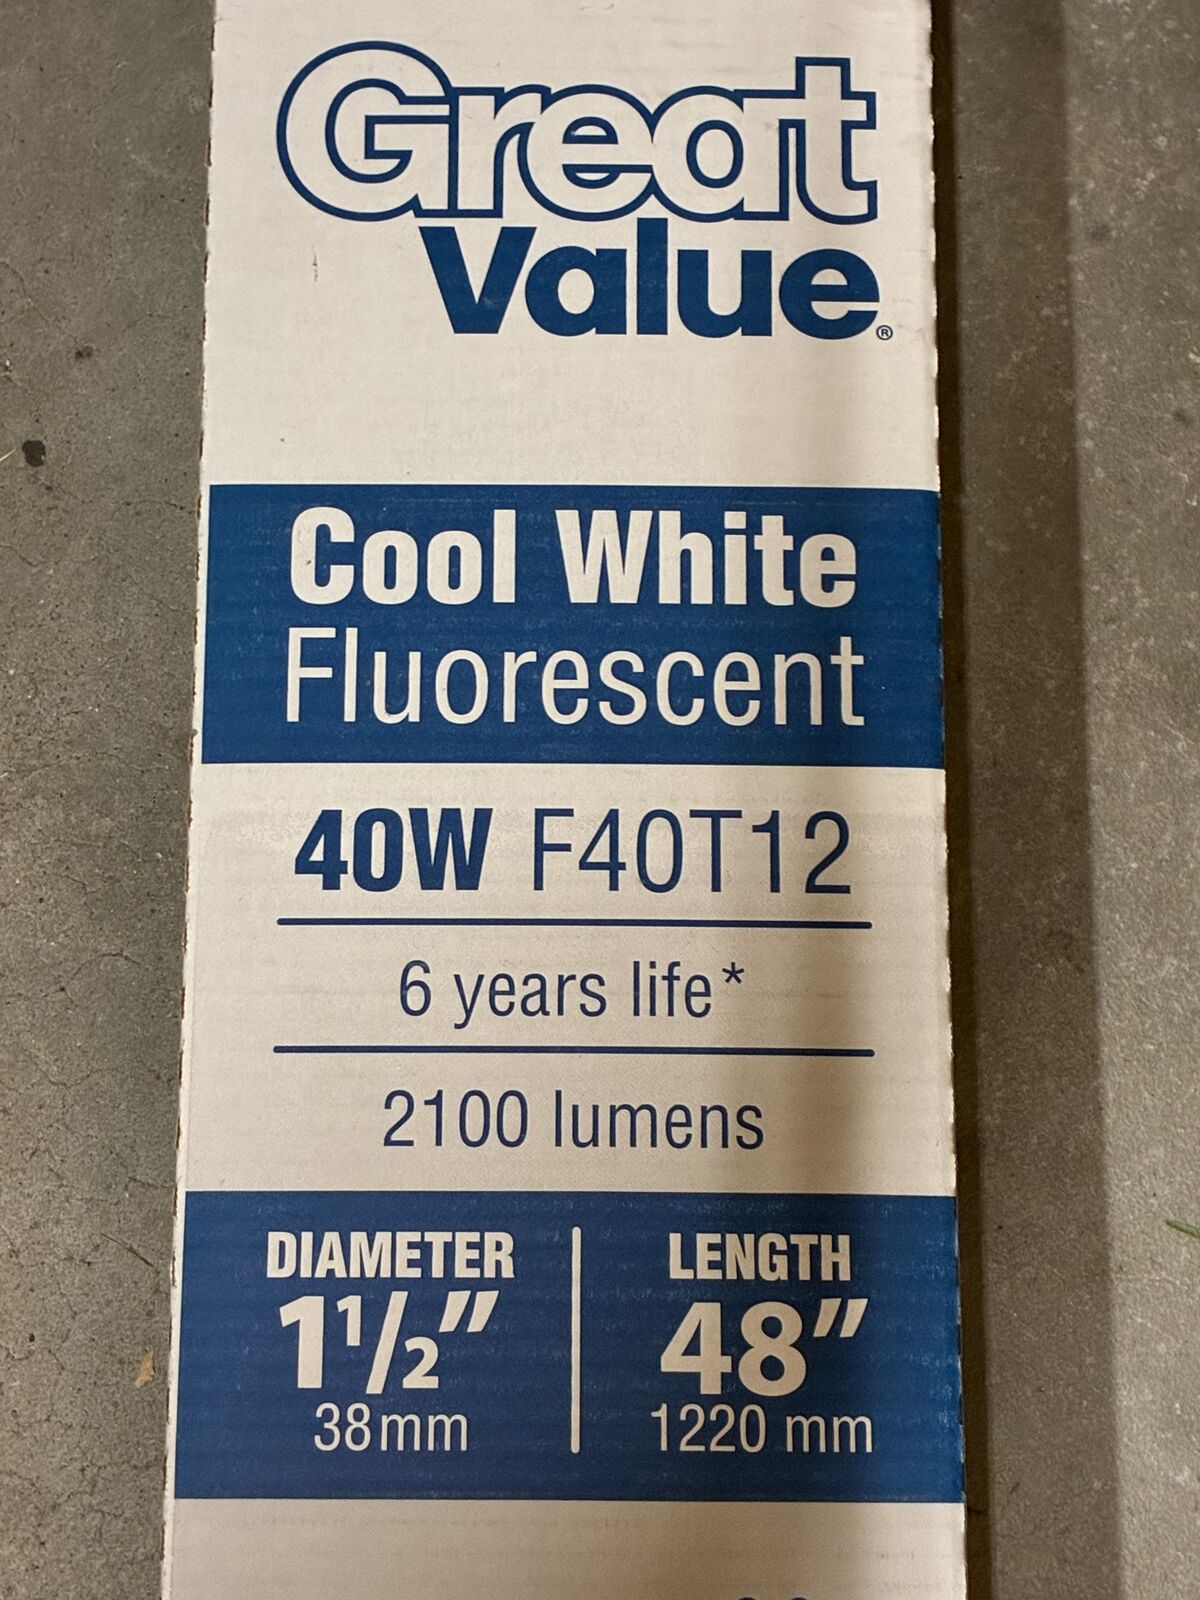 Great
Value®
Cool White
Fluorescent
40W F40T12
6 years life*
2100 lumens
DIAMETER
1½"
38mm
LENGTH
48"
1220 mm